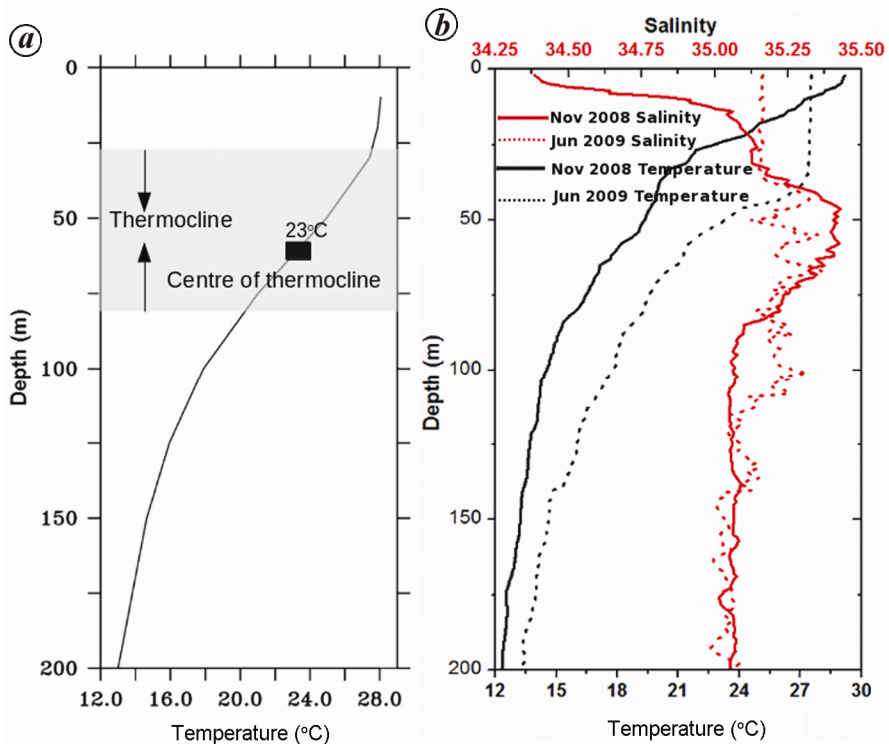 a
0
50
100
150
200
Depth (m)
Thermocline
23°C
Centre of thermocline
12.0 16.0 20.0 24.0 28.0
Temperature (°C)
b
Salinity
34.25 34.50 34.75 35.00 35.25 35.50
0
50
100
150
200
Depth (m)
Nov 2008 Salinity
Jun 2009 Salinity
Nov 2008 Temperature
Jun 2009 Temperature
12 15 18 21 24 27 30
Temperature (°C)